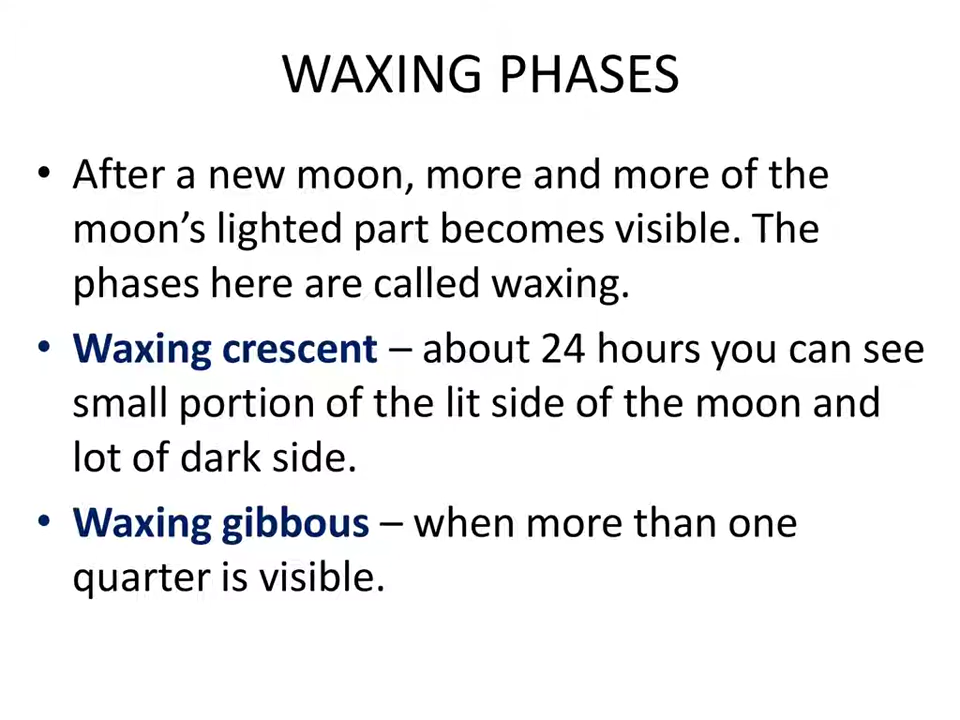 WAXING PHASES
• After a new moon, more and more of the
moon’s lighted part becomes visible. The
phases here are called waxing.
• Waxing crescent – about 24 hours you can see
small portion of the lit side of the moon and
lot of dark side.
• Waxing gibbous – when more than one
quarter is visible.